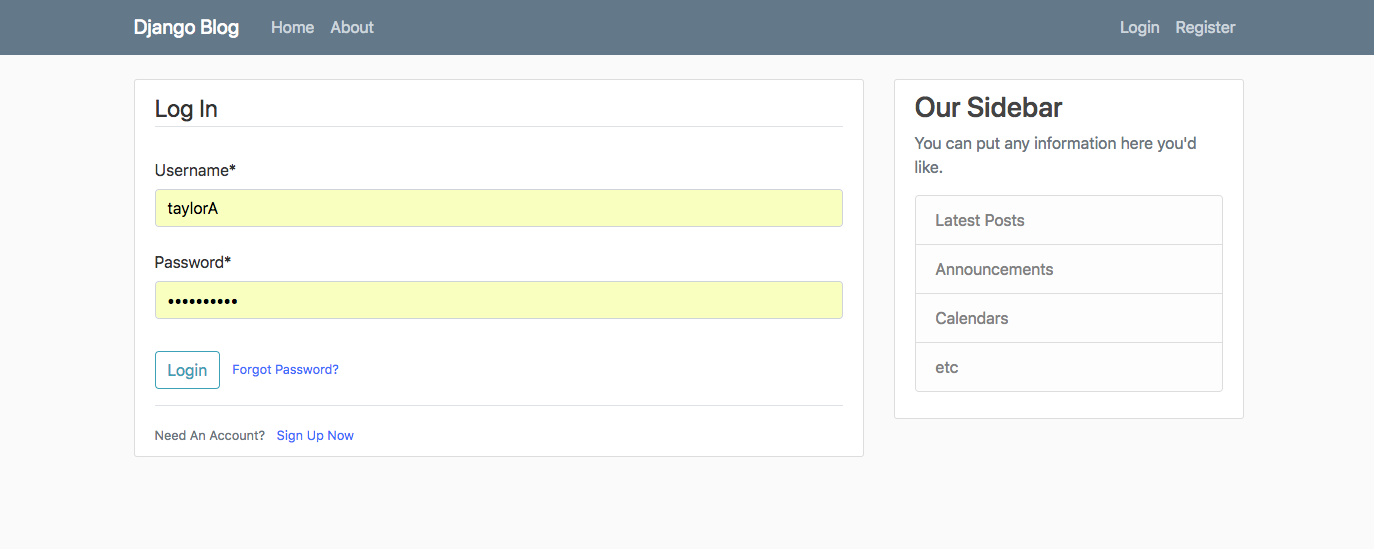 Django Blog Home About Login Register
Log In
Username*
taylorA
Password*
••••••••••
Login Forgot Password?
Need An Account? Sign Up Now
Our Sidebar
You can put any information here you'd
like.
Latest Posts
Announcements
Calendars
etc